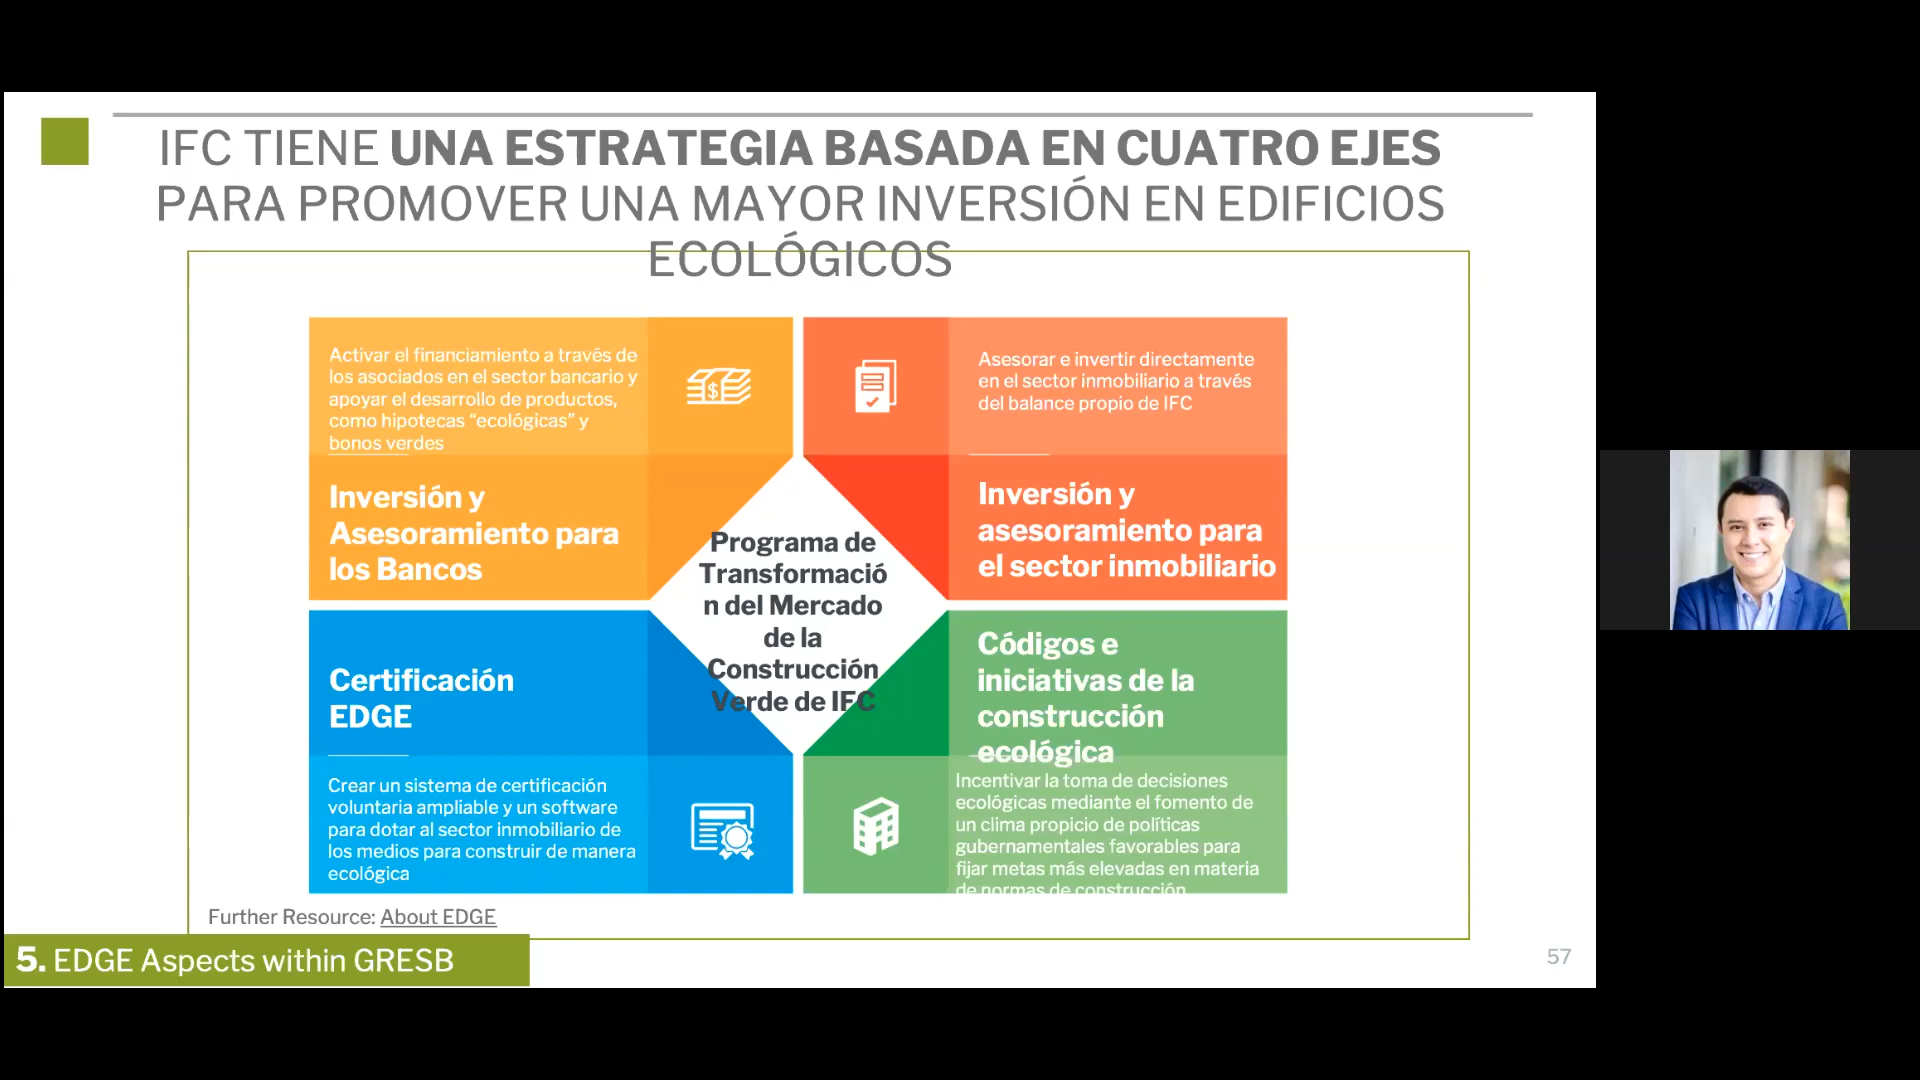 IFC TIENE UNA ESTRATEGIA BASADA EN CUATRO EJES
PARA PROMOVER UNA MAYOR INVERSIÓN EN EDIFICIOS
ECOLÓGICOS
Activar el financiamiento a través de
los asociados en el sector bancario y
apoyar el desarrollo de productos,
como hipotecas “ecológicas” y
bonos verdes
Inversión y
Asesoramiento para
los Bancos
Asesorar e invertir directamente
en el sector inmobiliario a través
del balance propio de IFC
Inversión y
asesoramiento para
el sector inmobiliario
Programa de
Transformació
n del Mercado
de la
Construcción
Verde de IFC
Certificación
EDGE
Crear un sistema de certificación
voluntaria ampliable y un software
para dotar al sector inmobiliario de
los medios para construir de manera
ecológica
Códigos e
iniciativas de la
construcción
ecológica
Incentivar la toma de decisiones
ecológicas mediante el fomento de
un clima propicio de políticas
gubernamentales favorables para
fijar metas más elevadas en materia
de normas de construcción
Further Resource: About EDGE
5. EDGE Aspects within GRESB
57